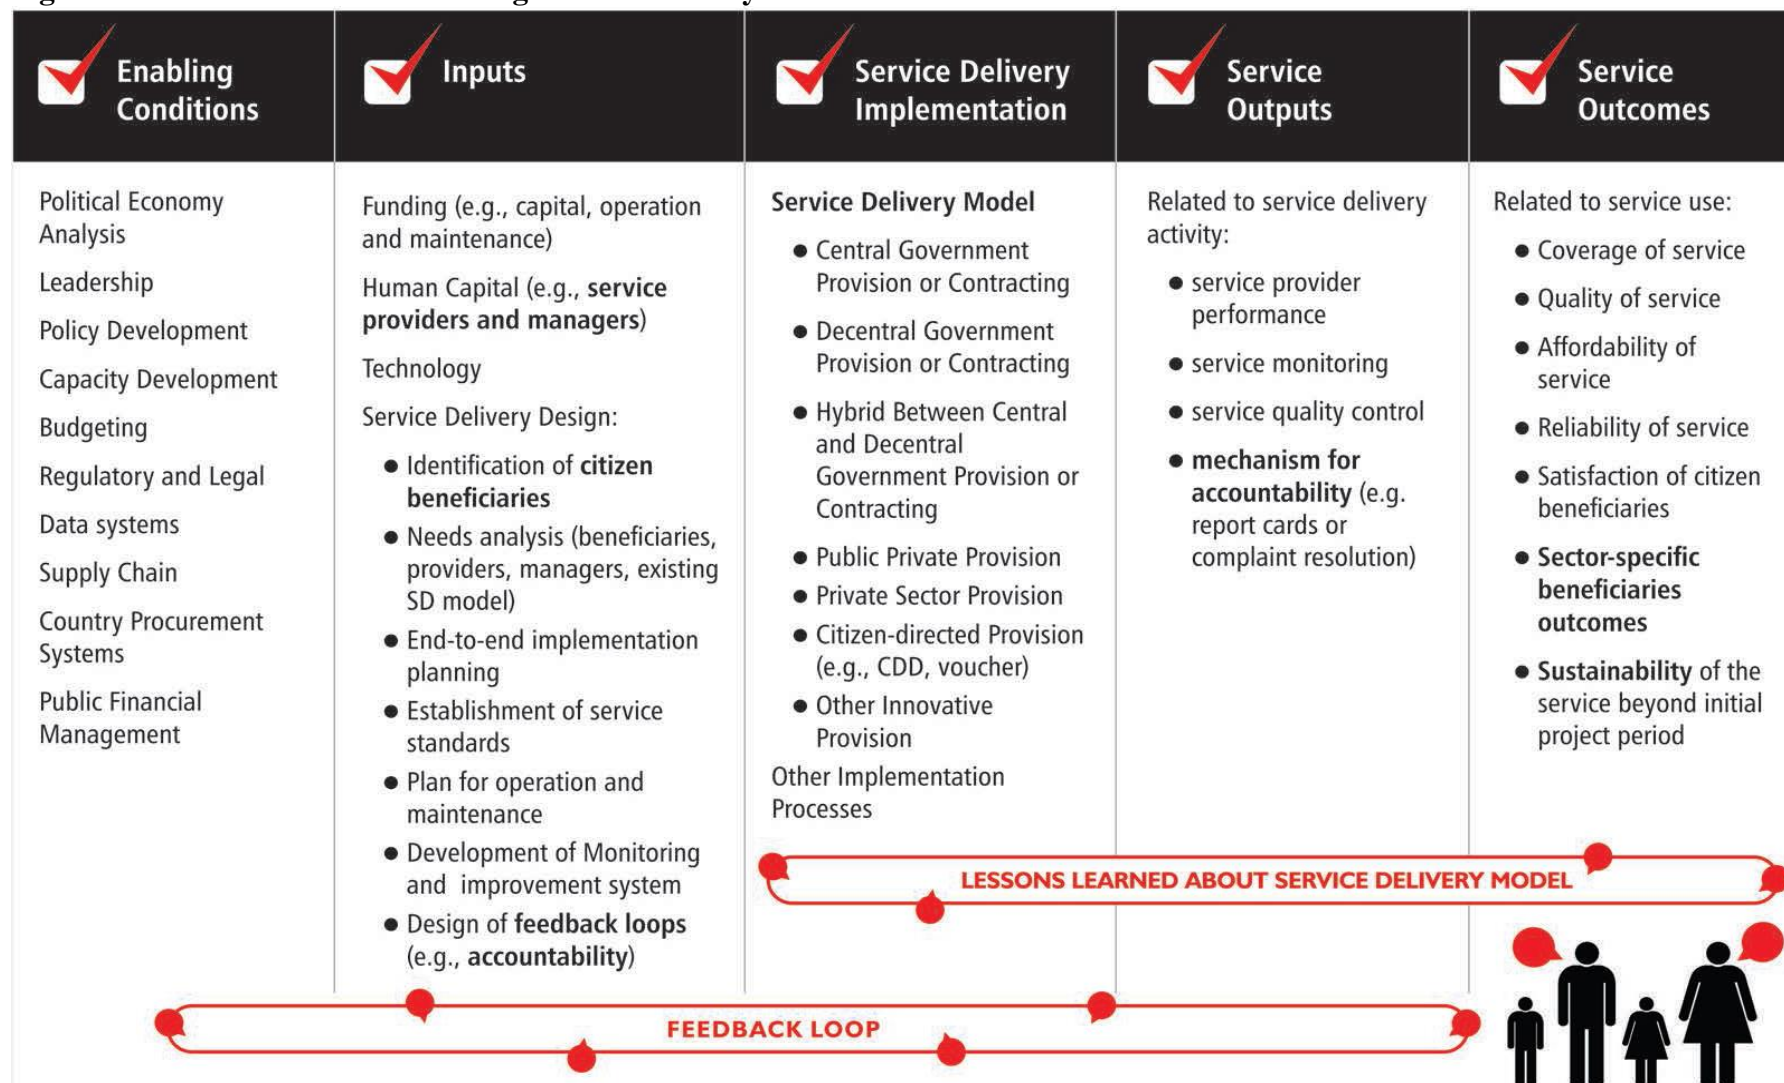 Enabling
Conditions
Inputs
Service Delivery
Implementation
Service
Outputs
Service
Outcomes
Political Economy
Analysis
Leadership
Policy Development
Capacity Development
Budgeting
Regulatory and Legal
Data systems
Supply Chain
Country Procurement
Systems
Public Financial
Management
Funding (e.g., capital, operation
and maintenance)
Human Capital (e.g., service
providers and managers)
Technology
Service Delivery Design:
● Identification of citizen
beneficiaries
● Needs analysis (beneficiaries,
providers, managers, existing
SD model)
● End-to-end implementation
planning
● Establishment of service
standards
● Plan for operation and
maintenance
● Development of Monitoring
and improvement system
● Design of feedback loops
(e.g., accountability)
Service Delivery Model
● Central Government
Provision or Contracting
● Decentral Government
Provision or Contracting
● Hybrid Between Central
and Decentral
Government Provision or
Contracting
● Public Private Provision
● Private Sector Provision
● Citizen-directed Provision
(e.g., CDD, voucher)
● Other Innovative
Provision
Other Implementation
Processes
Related to service delivery
activity:
● service provider
performance
● service monitoring
● service quality control
● mechanism for
accountability (e.g.
report cards or
complaint resolution)
Related to service use:
● Coverage of service
● Quality of service
● Affordability of
service
● Reliability of service
● Satisfaction of citizen
beneficiaries
● Sector-specific
beneficiaries
outcomes
● Sustainability of the
service beyond initial
project period
LESSONS LEARNED ABOUT SERVICE DELIVERY MODEL
FEEDBACK LOOP